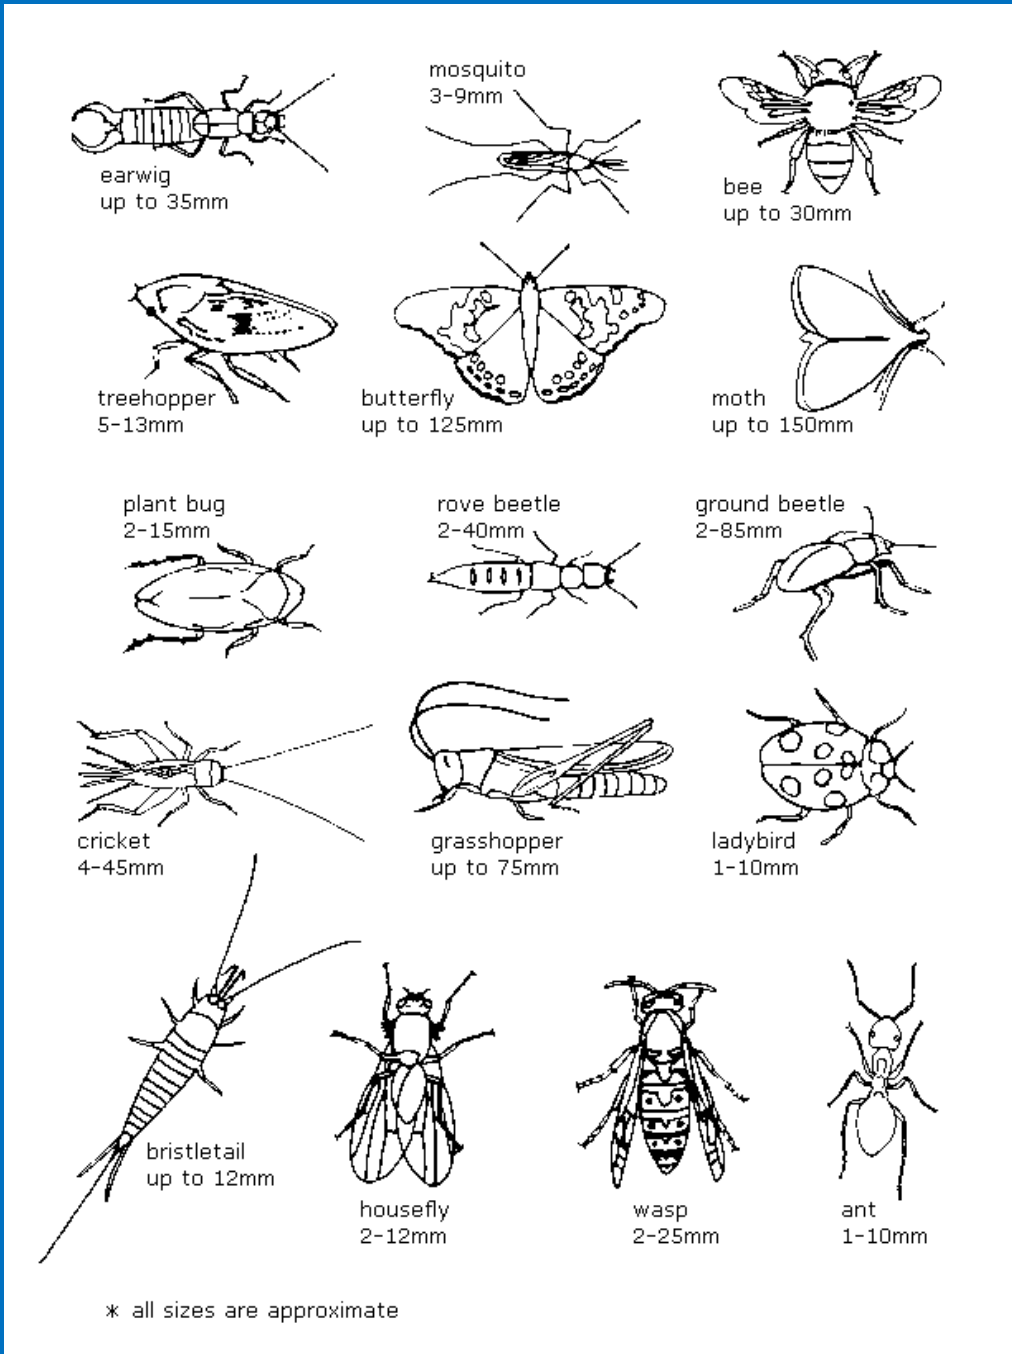 mosquito
3-9mm
earwig
up to 35mm
bee
up to 30mm
treehopper
5-13mm
butterfly
up to 125mm
moth
up to 150mm
plant bug
2-15mm
rove beetle
2-40mm
ground beetle
2-85mm
cricket
4-45mm
grasshopper
up to 75mm
ladybird
1-10mm
bristletail
up to 12mm
housefly
2-12mm
wasp
2-25mm
ant
1-10mm
* all sizes are approximate